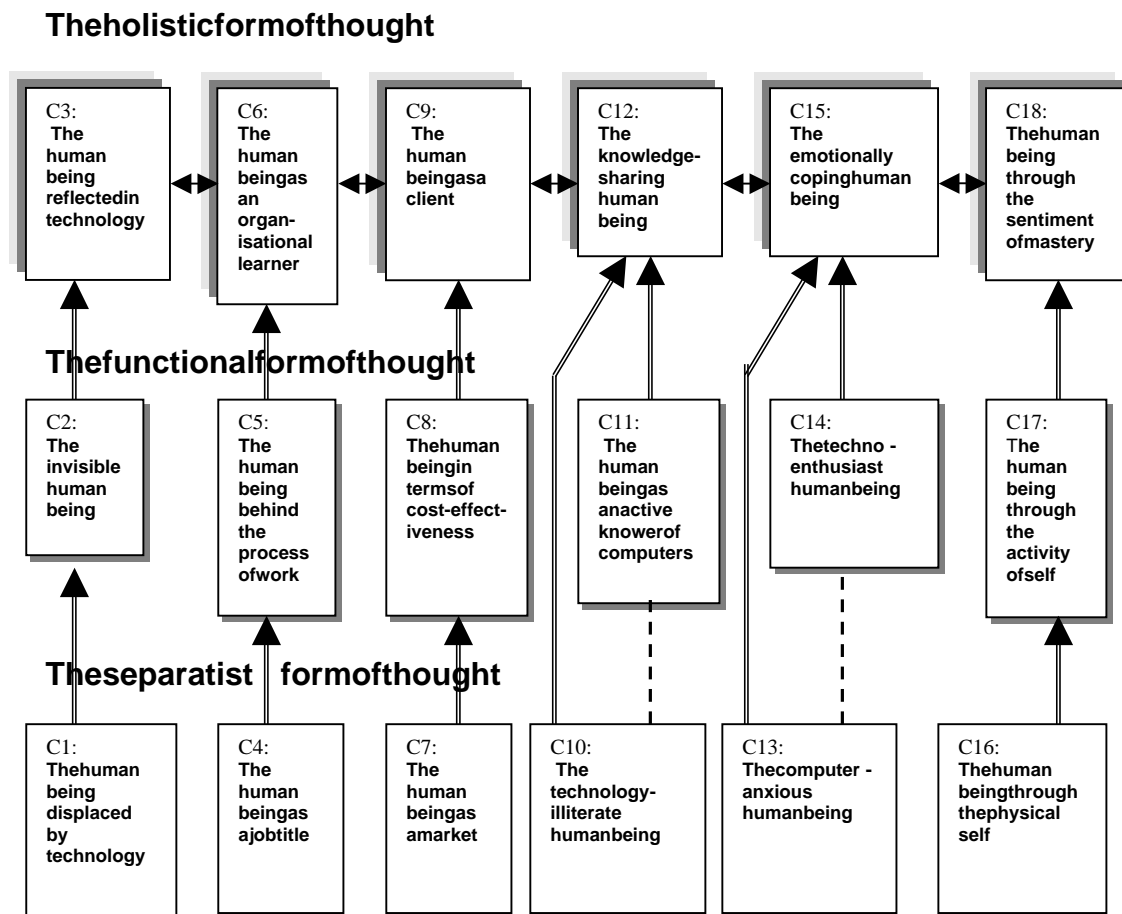 Theholisticformofthought
C3:
The
human
being
reflectedin
technology
C6:
The
human
beingas
an
organ-
isational
learner
C9:
The
human
beingasa
client
C12:
The
knowledge-
sharing
human
being
C15:
The
emotionally
copinghuman
being
C18:
Thehuman
being
through
the
sentiment
ofmastery
Thefunctionalformofthought
C2:
The
invisible
human
being
C5:
The
human
being
behind
the
process
ofwork
C8:
Thehuman
beingin
termsof
cost-effect-
iveness
C11:
The
human
beingas
anactive
knowerof
computers
C14:
Thetechno -
enthusiast
humanbeing
C17:
The
human
being
through
the
activity
ofself
Theseparatist formofthought
C1:
Thehuman
being
displaced
by
technology
C4:
The
human
beingas
ajobtitle
C7:
The
human
beingas
amarket
C10:
The
technology-
illiterate
humanbeing
C13:
Thecomputer -
anxious
humanbeing
C16:
Thehuman
beingthrough
thephysical
self